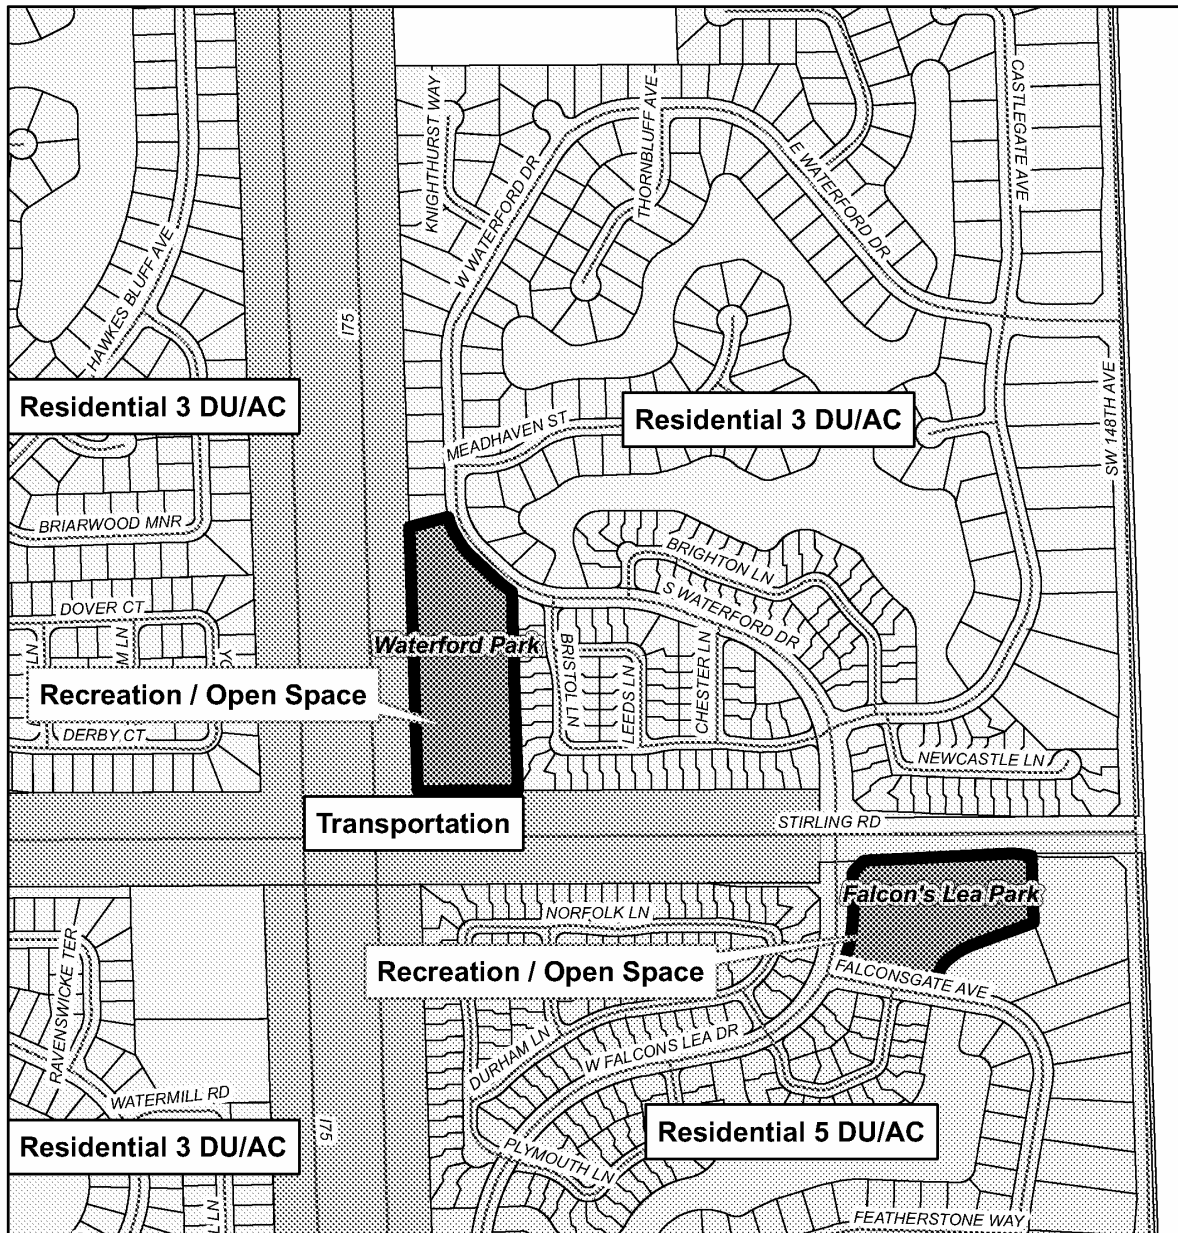 KNIGHTHURST WAY
THORNBLUFF AVE
CASTLEGATE AVE
E WATERFORD DR
W WATERFORD DR
HAWKES BLUFF AVE
I75
SW 148TH AVE
Residential 3 DU/AC
Residential 3 DU/AC
MEADHAVEN ST
BRIARWOOD MNR
BRIGHTON LN
S WATERFORD DR
DOVER CT
Waterford Park
BRISTOL LN
LEEDS LN
CHESTER LN
LN
M LN
YO
Recreation / Open Space
DERBY CT
NEWCASTLE LN
Transportation
STIRLING RD
Falcon's Lea Park
NORFOLK LN
Recreation / Open Space
FALCONSGATE AVE
RAVENSWICKE TER
DURHAM LN
W FALCONS LEA DR
WATERMILL RD
I75
Residential 3 DU/AC
Residential 5 DU/AC
PLYMOUTH LN
L LN
FEATHERSTONE WAY